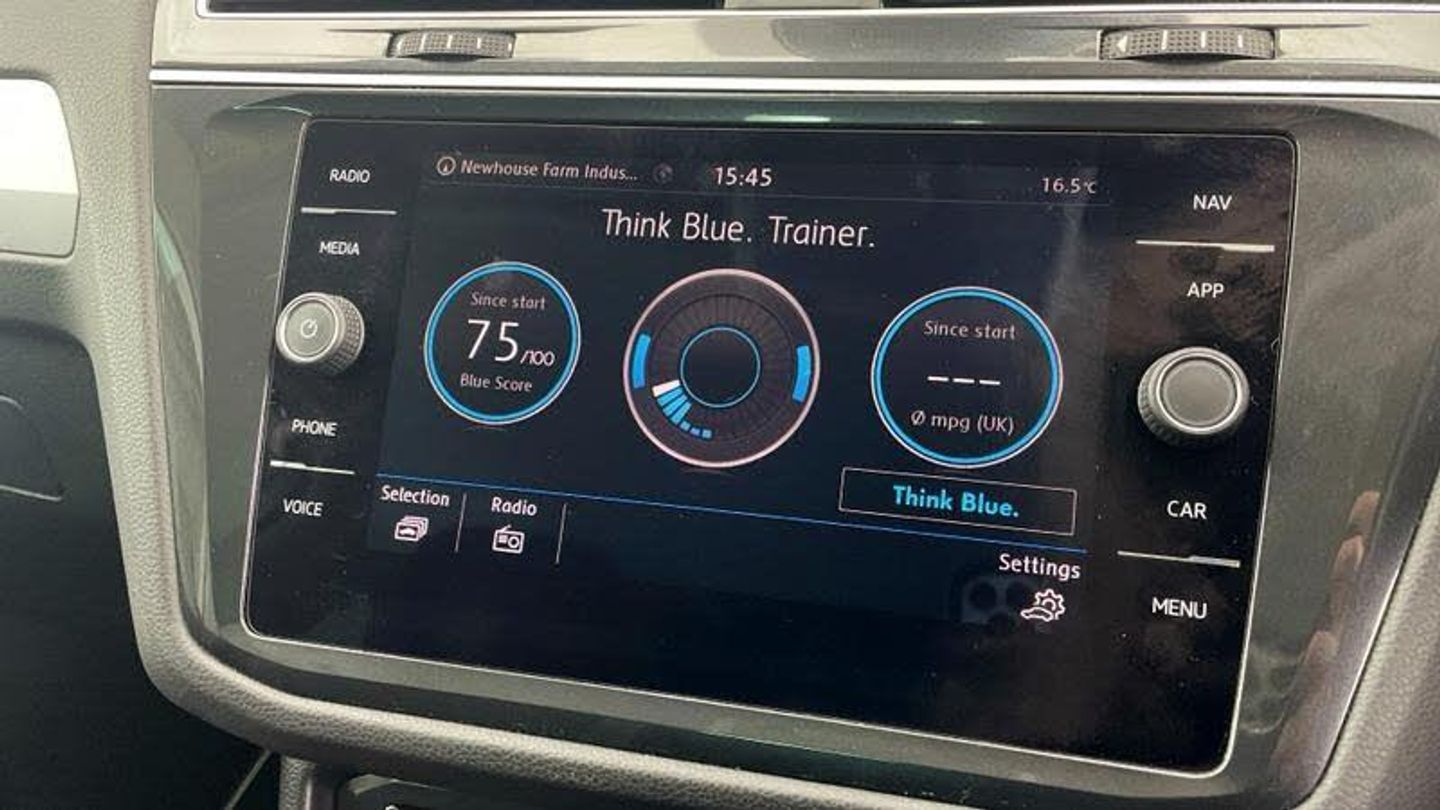 RADIO
MEDIA
PHONE
VOICE
Newhouse Farm Indus...
15:45
16.5°C
Think Blue. Trainer.
Since start
75/100
Blue Score
Since start
---
Ø mpg (UK)
Think Blue.
Selection
Radio
Settings
NAV
APP
CAR
MENU